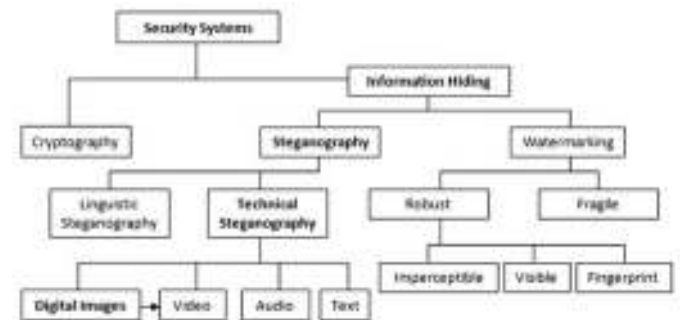 Security Systems
Information Hiding
Cryptography
Steganography
Watermarking
Linguistic
Steganography
Technical
Steganography
Robust
Fragile
Imperceptible
Visible
Fingerprint
Digital Images
Video
Audio
Text